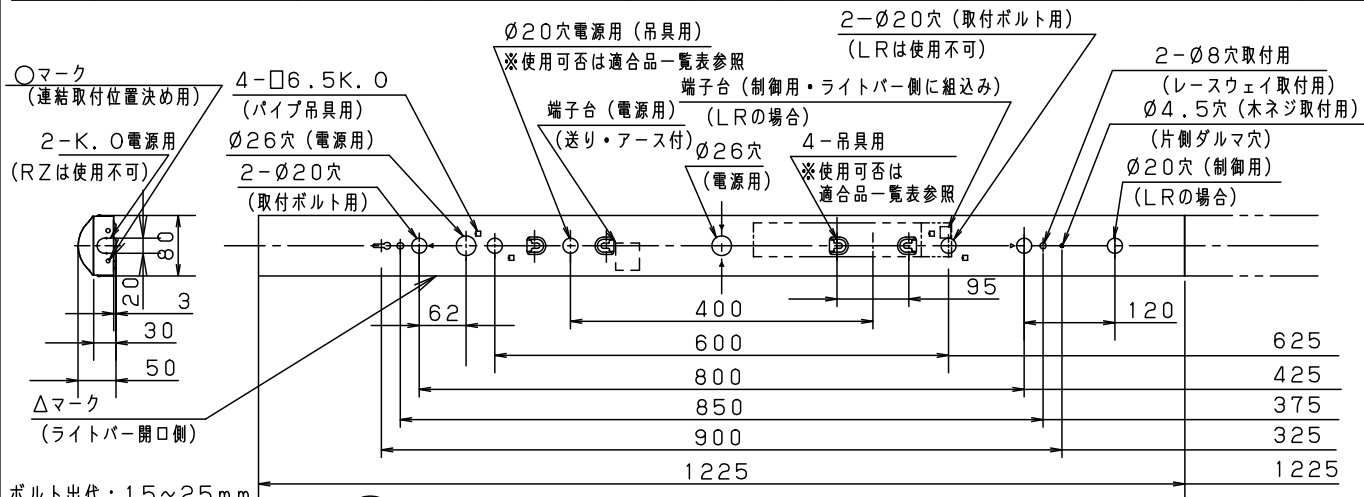 ○マーク
(連結取付位置決め用)
2-K.0電源用
(RZは使用不可)
4-□6.5K.0
(パイプ吊具用)
Ø26穴(電源用)
2-Ø20穴
(取付ボルト用)
Ø20穴電源用(吊具用)
※使用可否は適合品一覧表参照
端子台(電源用)
(送り・アース付)
Ø26穴
(電源用)
2-Ø20穴(取付ボルト用)
(LRは使用不可)
端子台(制御用・ライトバー側に組込み)
(LRの場合)
4-吊具用
※使用可否は
適合品一覧表参照
2-Ø8穴取付用
(レースウェイ取付用)
Ø4.5穴(木ネジ取付用)
(片側ダルマ穴)
Ø20穴(制御用)
(LRの場合)
80
20
3
30
50
62
400
95
120
600
625
800
425
850
375
900
325
1225
1225
△マーク
(ライトバー開口側)
ボルト出代:15~25mm